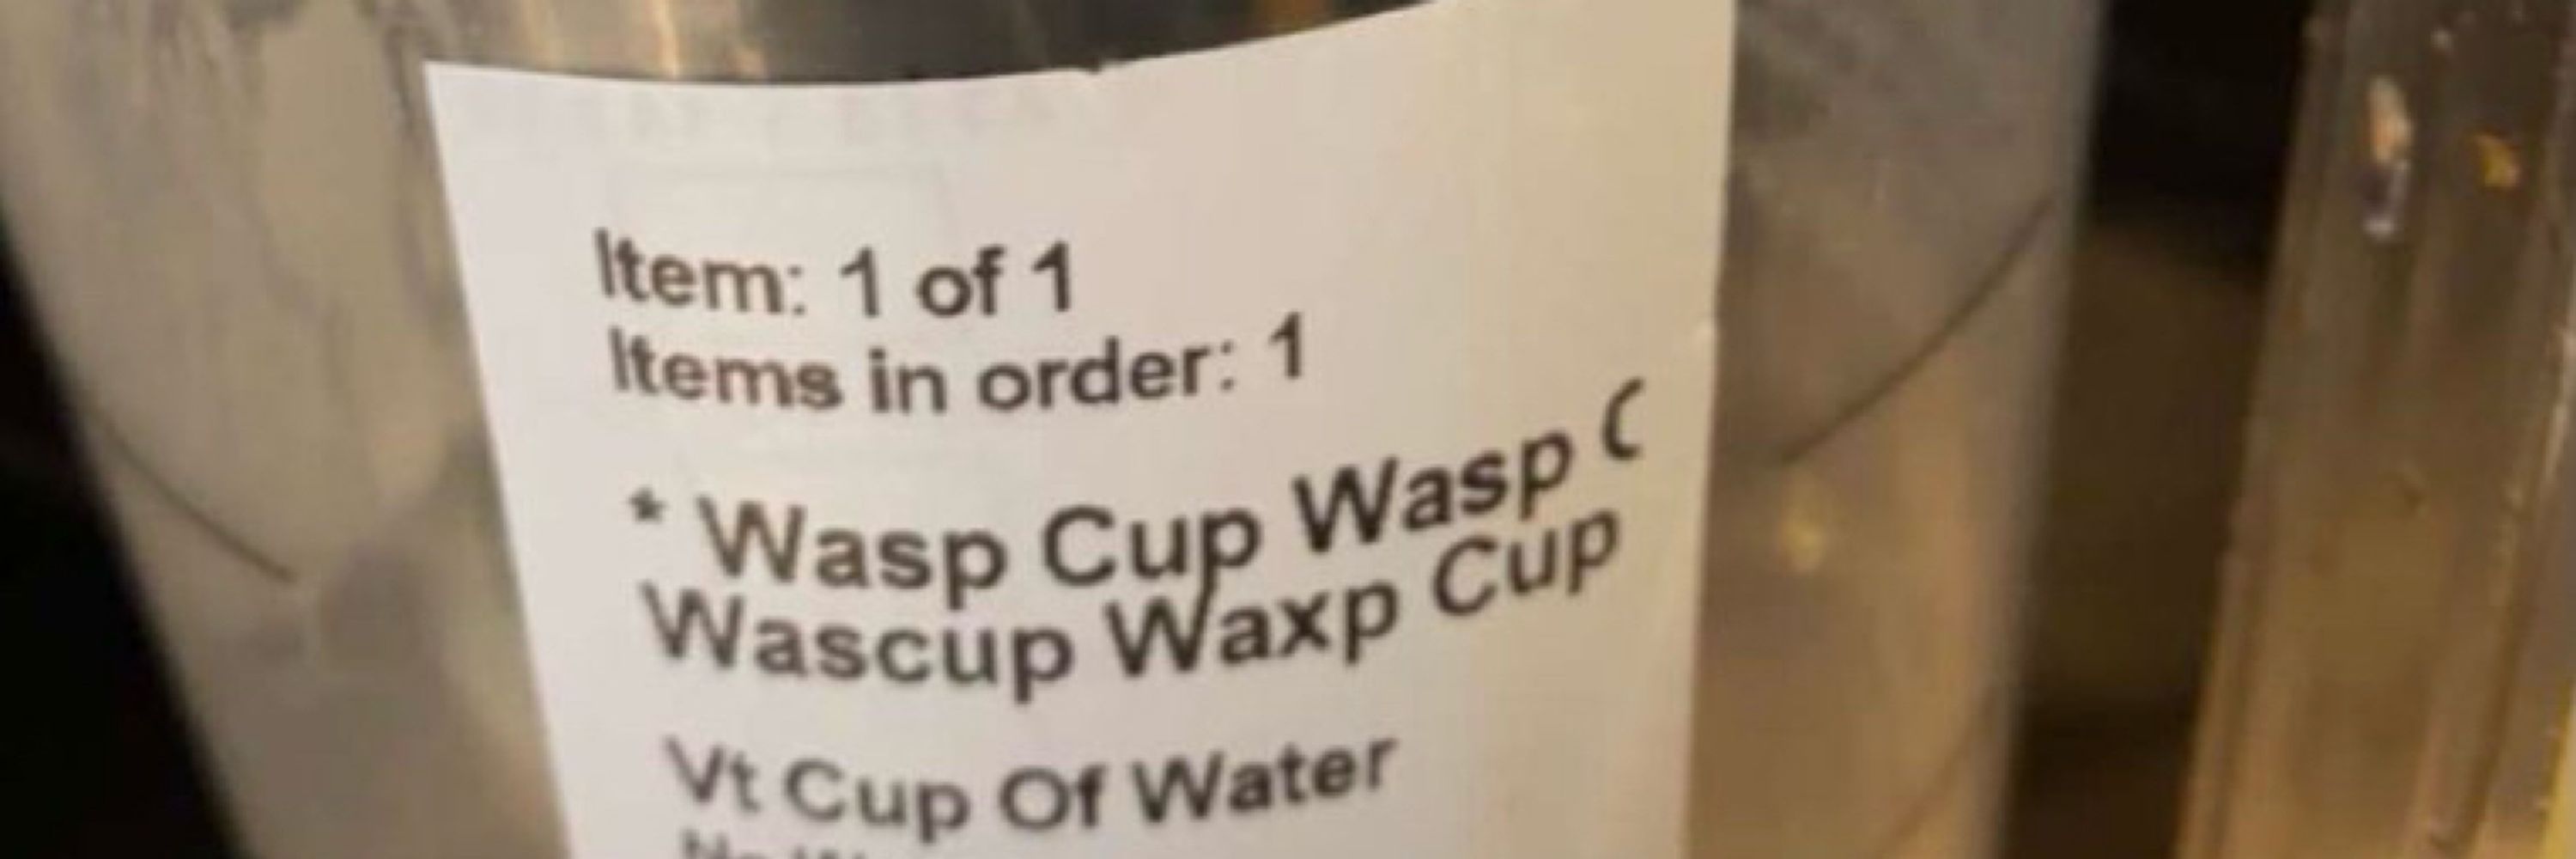 Item: 1 of 1
Items in order: 1
* Wasp Cup Wasp C
Wascup Waxp Cup
Vt Cup Of Water